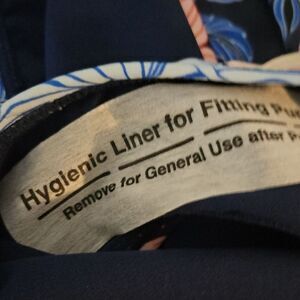 Hygienic Liner for Fitting
Remove for General Use after